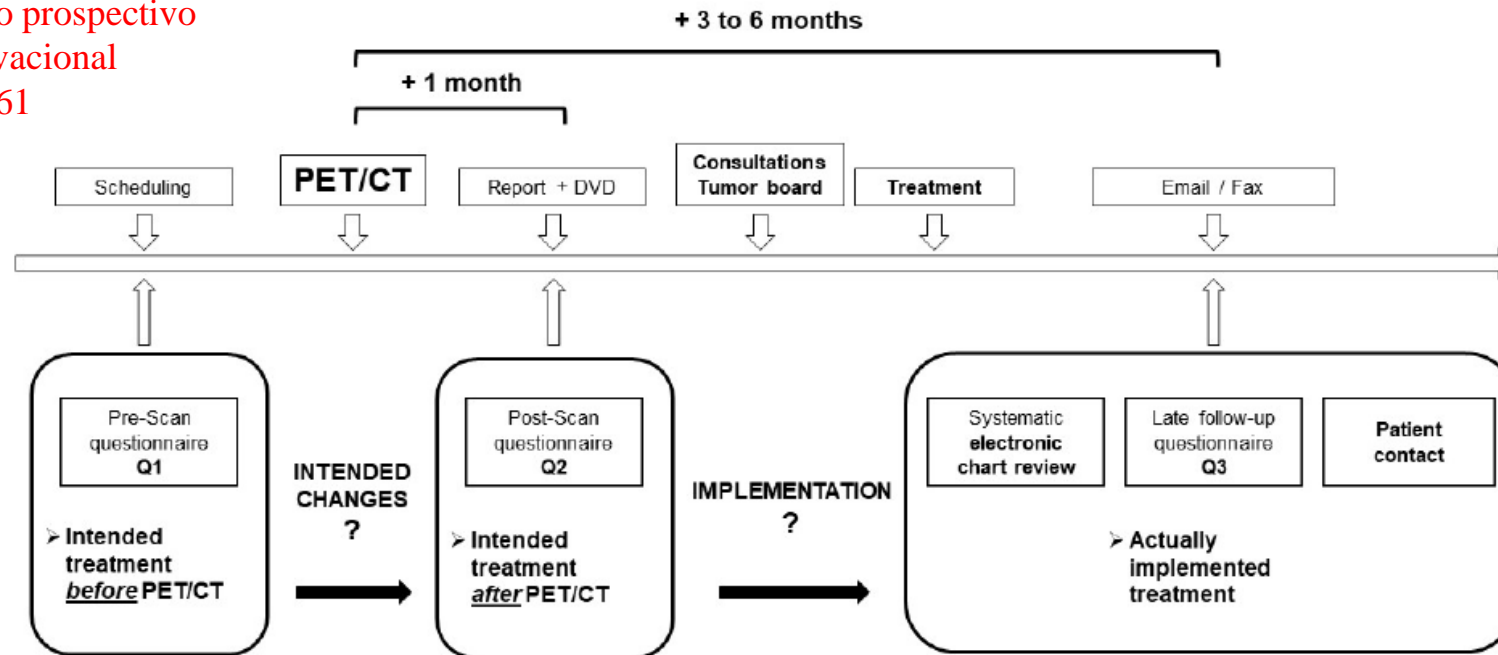 o prospectivo
vacional
61
+ 3 to 6 months
+ 1 month
Scheduling
PET/CT
Report + DVD
Consultations
Tumor board
Treatment
Email / Fax
Pre-Scan
questionnaire
Q1
➢ Intended
treatment
before PET/CT
INTENDED
CHANGES
?
Post-Scan
questionnaire
Q2
➢ Intended
treatment
after PET/CT
IMPLEMENTATION
?
Systematic
electronic
chart review
Late follow-up
questionnaire
Q3
Patient
contact
➢ Actually
implemented
treatment